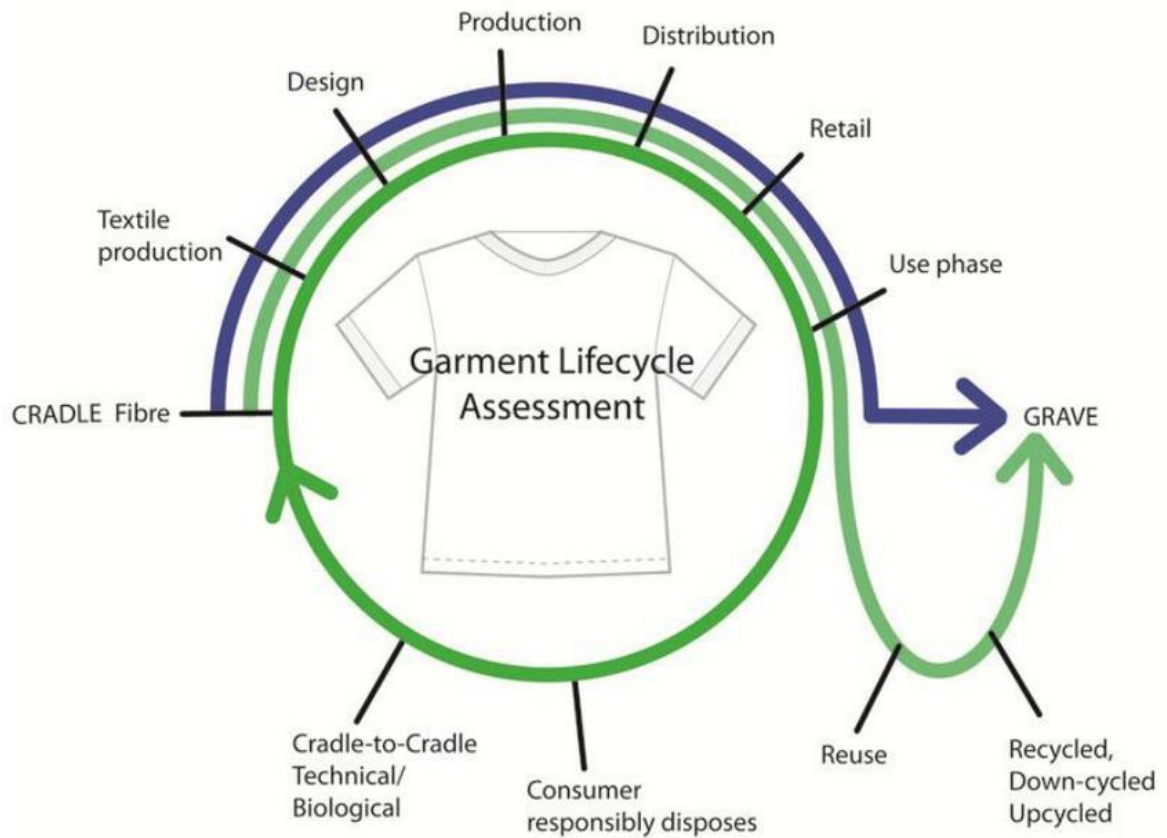 Production
Distribution
Design
Retail
Textile
production
Use phase
Garment Lifecycle
Assessment
CRADLE Fibre
GRAVE
Cradle-to-Cradle
Technical/
Biological
Consumer
responsibly disposes
Reuse
Recycled,
Down-cycled
Upcycled